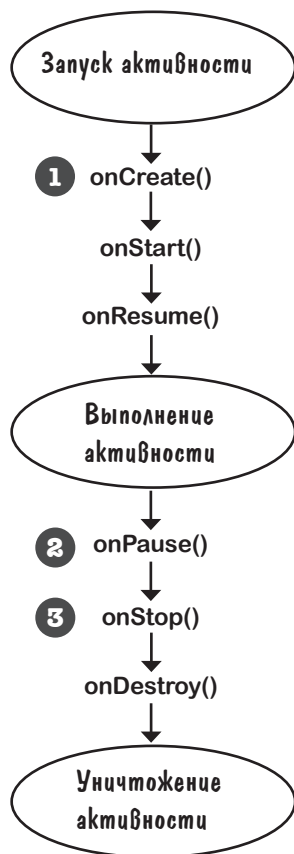 Запуск активности
1 onCreate()
onStart()
onResume()
Выполнение
активности
2 onPause()
3 onStop()
onDestroy()
Уничтожение
активности